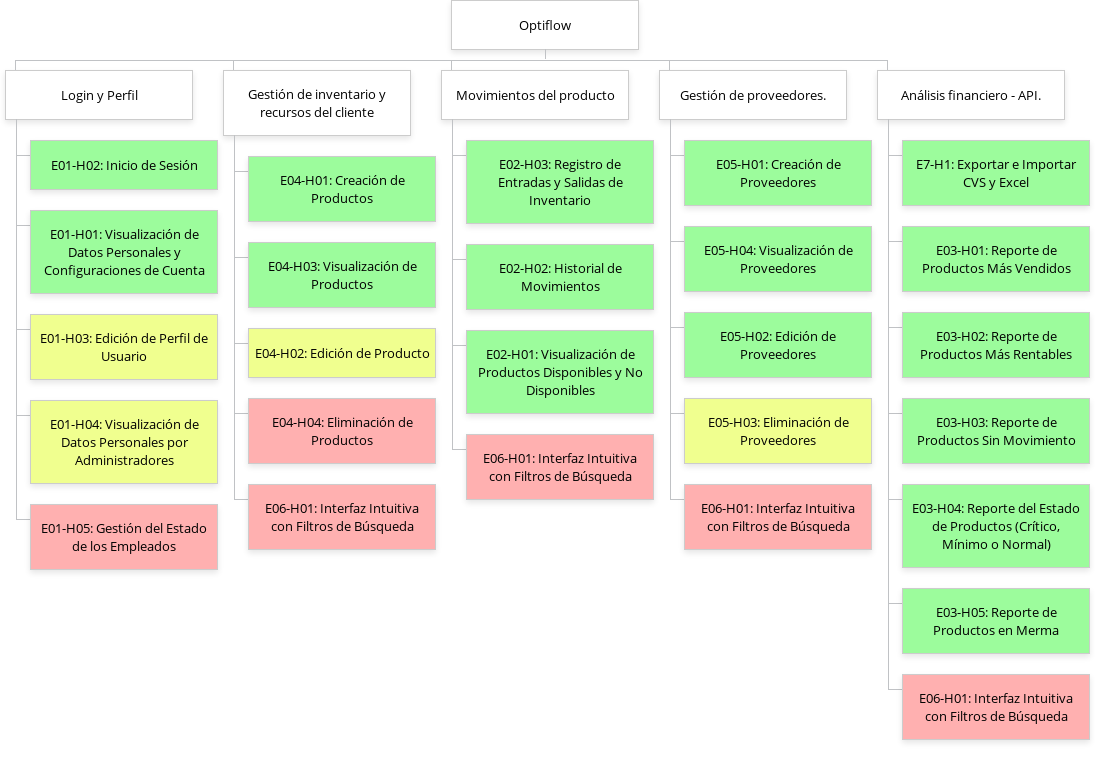 Optiflow
Login y Perfil
E01-H02: Inicio de Sesión
E01-H01: Visualización de
Datos Personales y
Configuraciones de Cuenta
E01-H03: Edición de Perfil de
Usuario
E01-H04: Visualización de
Datos Personales por
Administradores
E01-H05: Gestión del Estado
de los Empleados
Gestión de inventario y
recursos del cliente
E04-H01: Creación de
Productos
E04-H03: Visualización de
Productos
E04-H02: Edición de Producto
E04-H04: Eliminación de
Productos
E06-H01: Interfaz Intuitiva
con Filtros de Búsqueda
Movimientos del producto
E02-H03: Registro de
Entradas y Salidas de
Inventario
E02-H02: Historial de
Movimientos
E02-H01: Visualización de
Productos Disponibles y No
Disponibles
E06-H01: Interfaz Intuitiva
con Filtros de Búsqueda
Gestión de proveedores.
E05-H01: Creación de
Proveedores
E05-H04: Visualización de
Proveedores
E05-H02: Edición de
Proveedores
E05-H03: Eliminación de
Proveedores
E06-H01: Interfaz Intuitiva
con Filtros de Búsqueda
Análisis financiero - API.
E7-H1: Exportar e Importar
CVS y Excel
E03-H01: Reporte de
Productos Más Vendidos
E03-H02: Reporte de
Productos Más Rentables
E03-H03: Reporte de
Productos Sin Movimiento
E03-H04: Reporte del Estado
de Productos (Crítico,
Mínimo o Normal)
E03-H05: Reporte de
Productos en Merma
E06-H01: Interfaz Intuitiva
con Filtros de Búsqueda